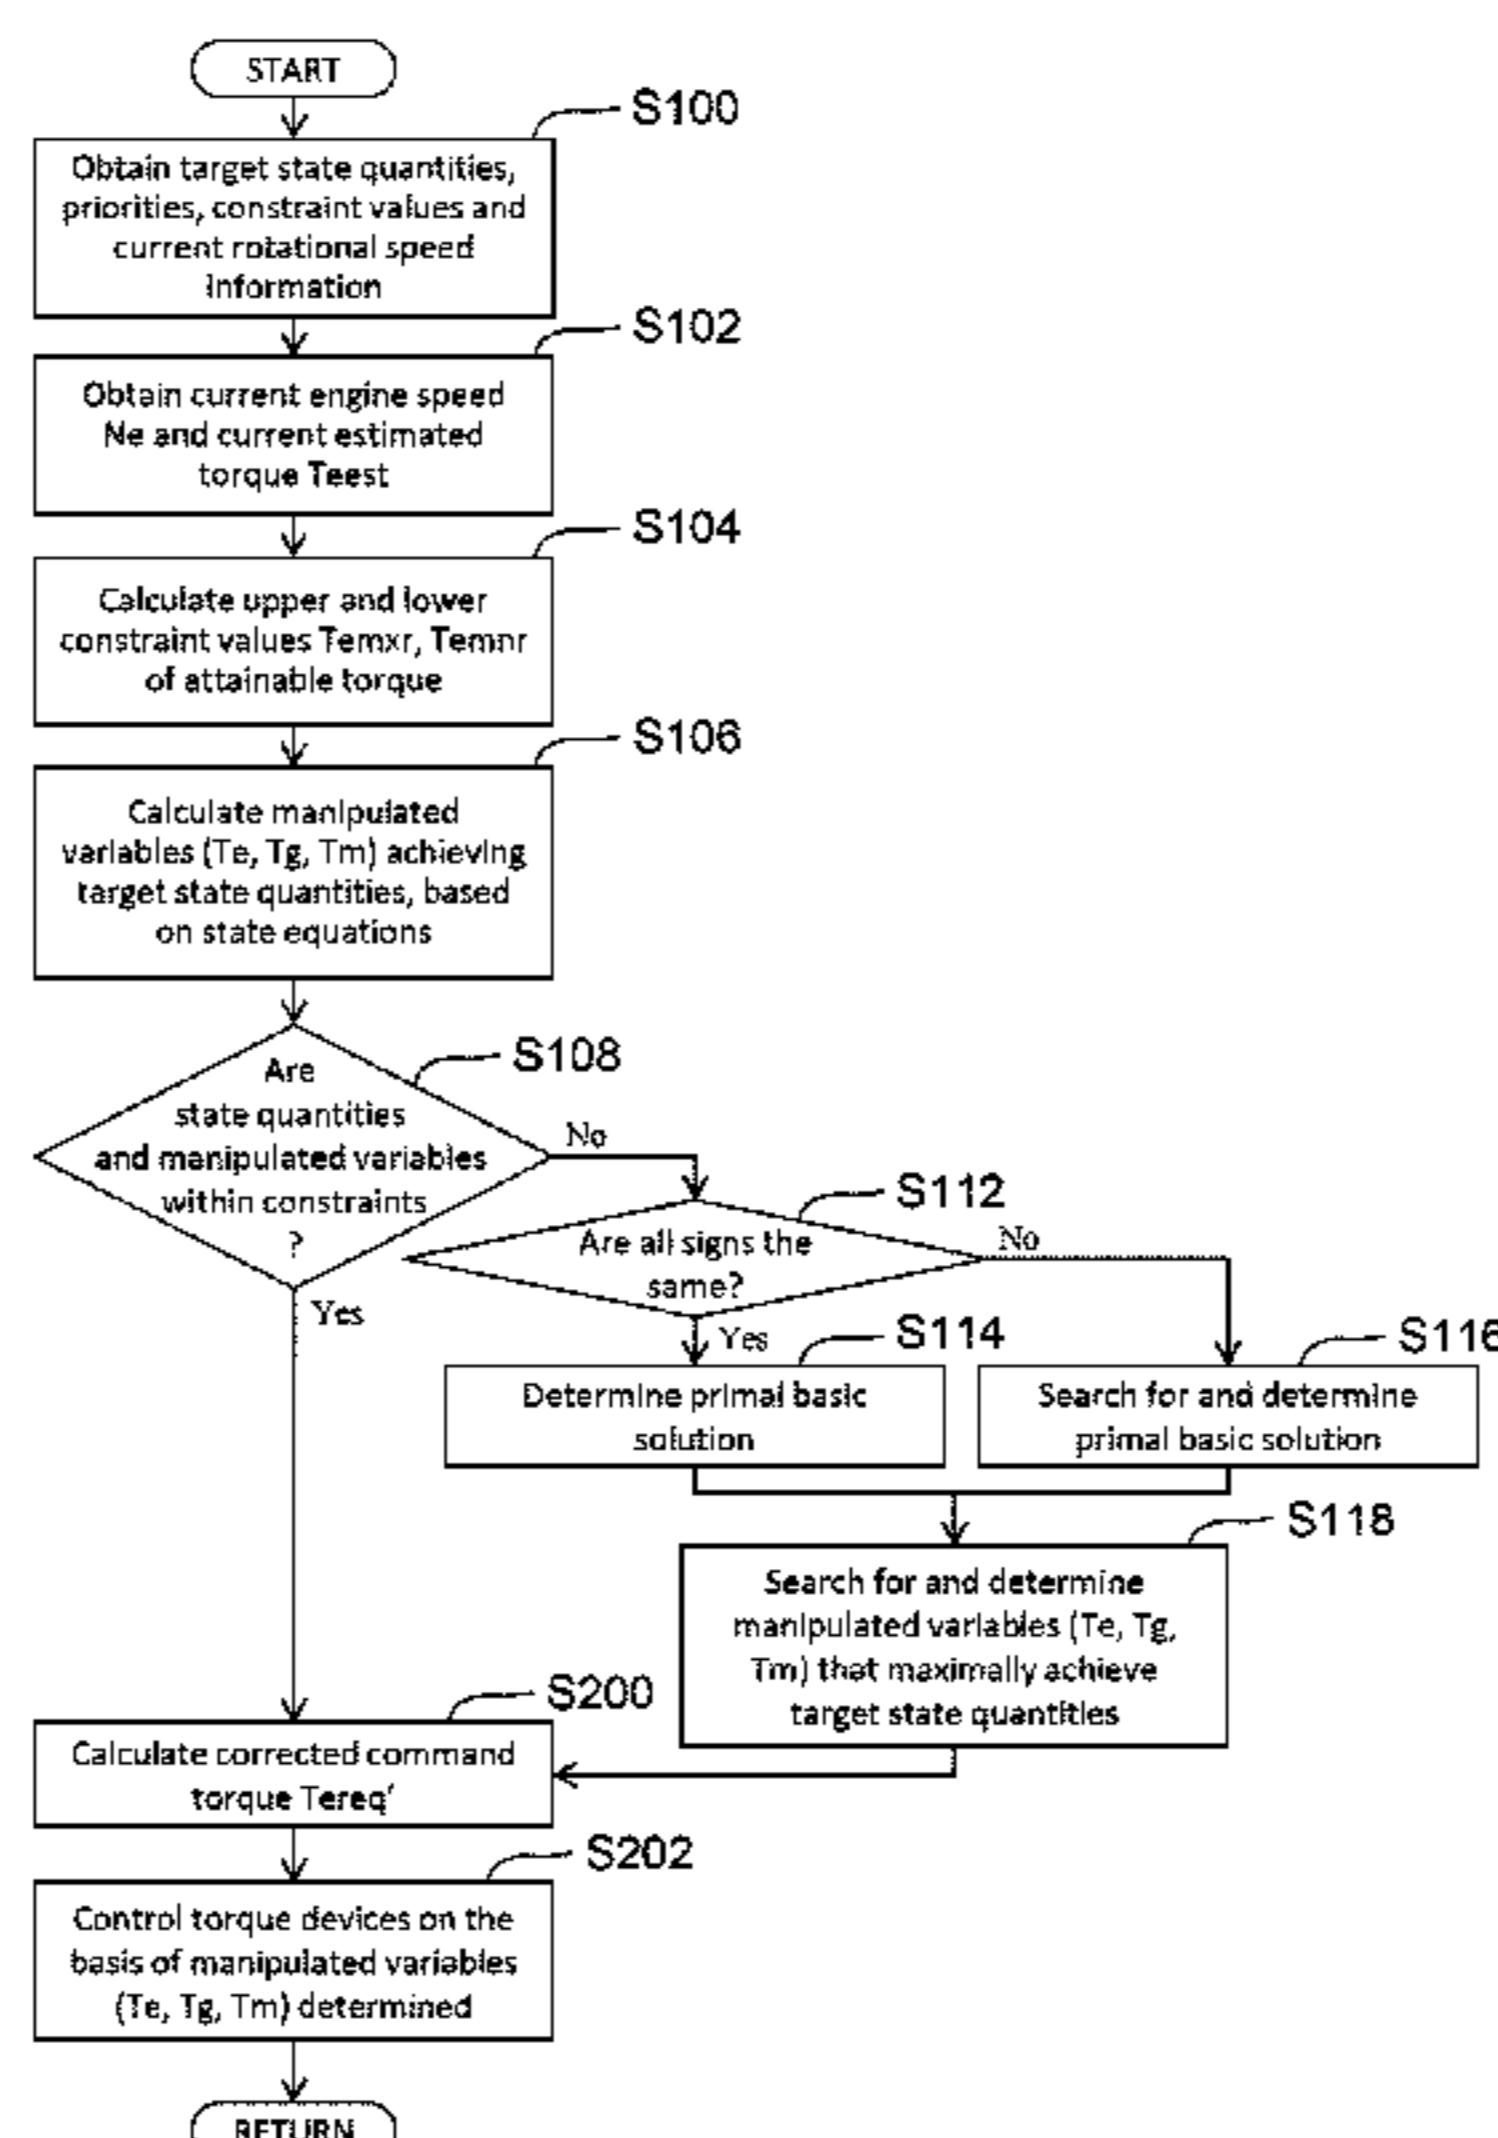 START
S100
Obtain target state quantities,
priorities, constraint values and
current rotational speed
information
S102
Obtain current engine speed
Ne and current estimated
torque Teest
S104
Calculate upper and lower
constraint values Temxr, Temnr
of attainable torque
S106
Calculate manipulated
variables (Te, Tg, Tm) achieving
target state quantities, based
on state equations
S108
Are
state quantities
and manipulated variables
within constraints
?
No
Yes
S112
Are all signs the
same?
No
Yes
S114
Determine primal basic
solution
S116
Search for and determine
primal basic solution
S118
Search for and determine
manipulated variables (Te, Tg,
Tm) that maximally achieve
target state quantities
S200
Calculate corrected command
torque Tereq'
S202
Control torque devices on the
basis of manipulated variables
(Te, Tg, Tm) determined
RETURN